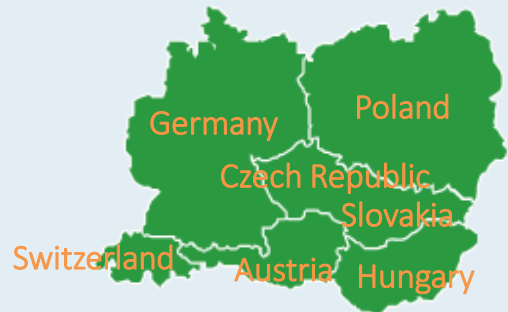 Poland
Germany
Czech Republic
Slovakia
Switzerland
Austria
Hungary